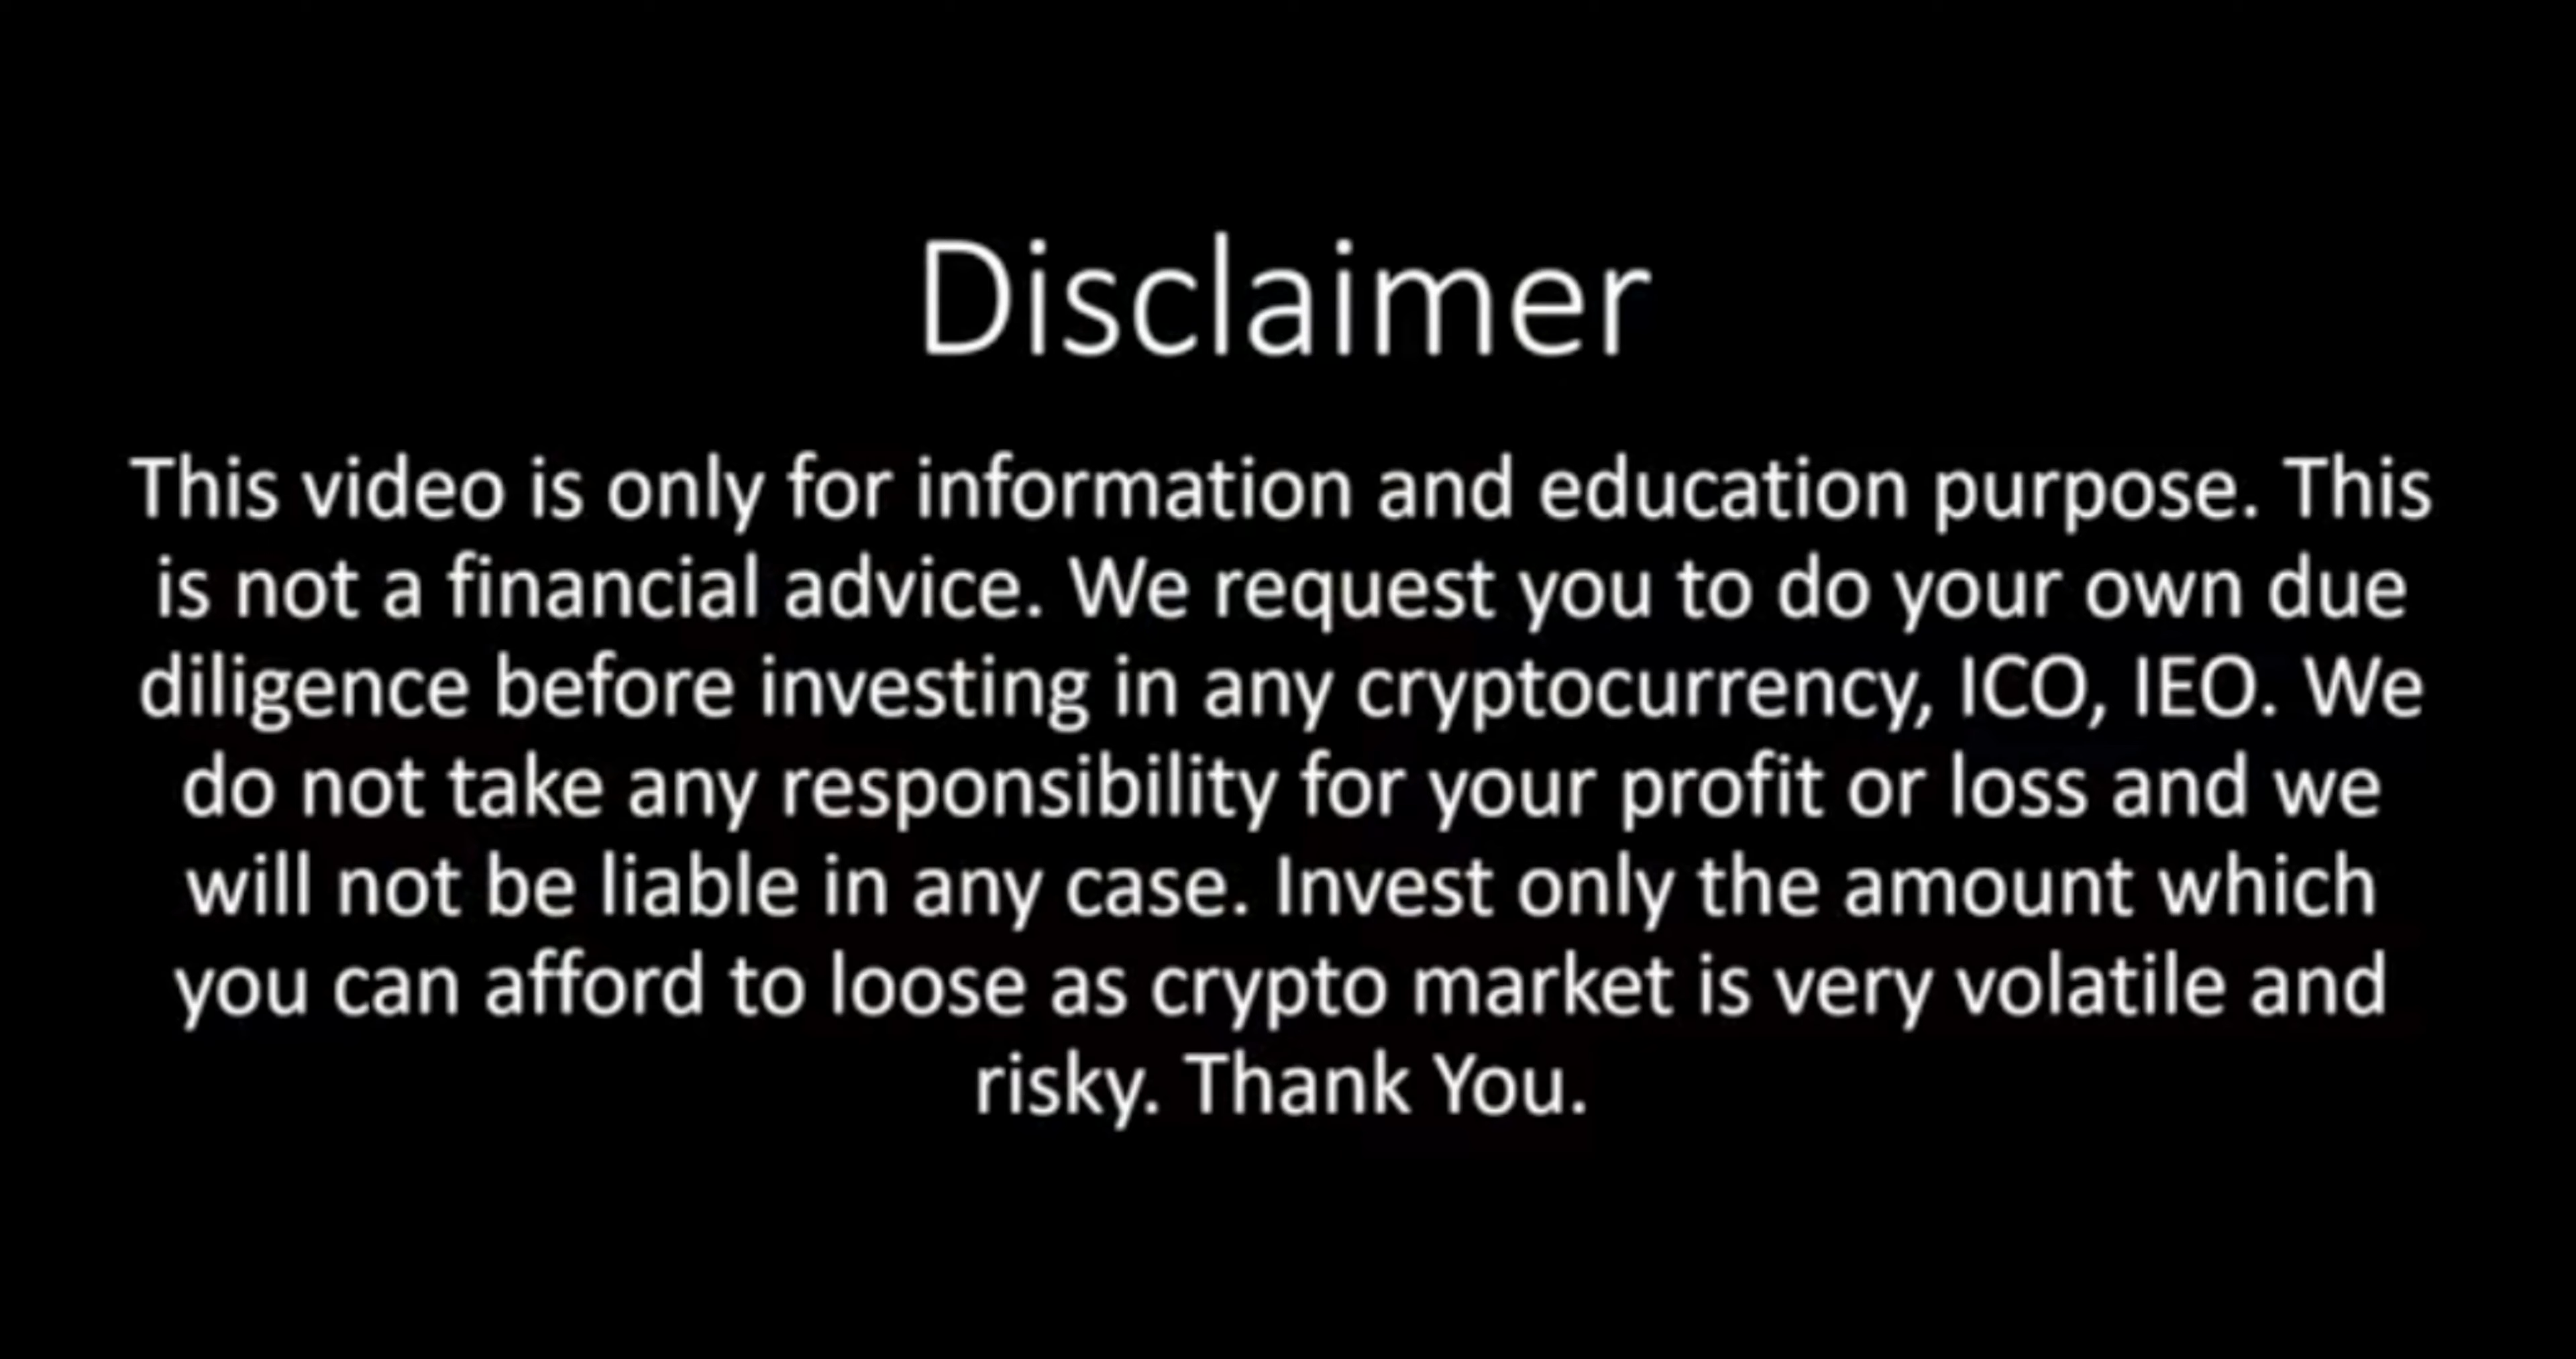 Disclaimer
This video is only for information and education purpose. This
is not a financial advice. We request you to do your own due
diligence before investing in any cryptocurrency, ICO, IEO. We
do not take any responsibility for your profit or loss and we
will not be liable in any case. Invest only the amount which
you can afford to loose as crypto market is very volatile and
risky. Thank You.